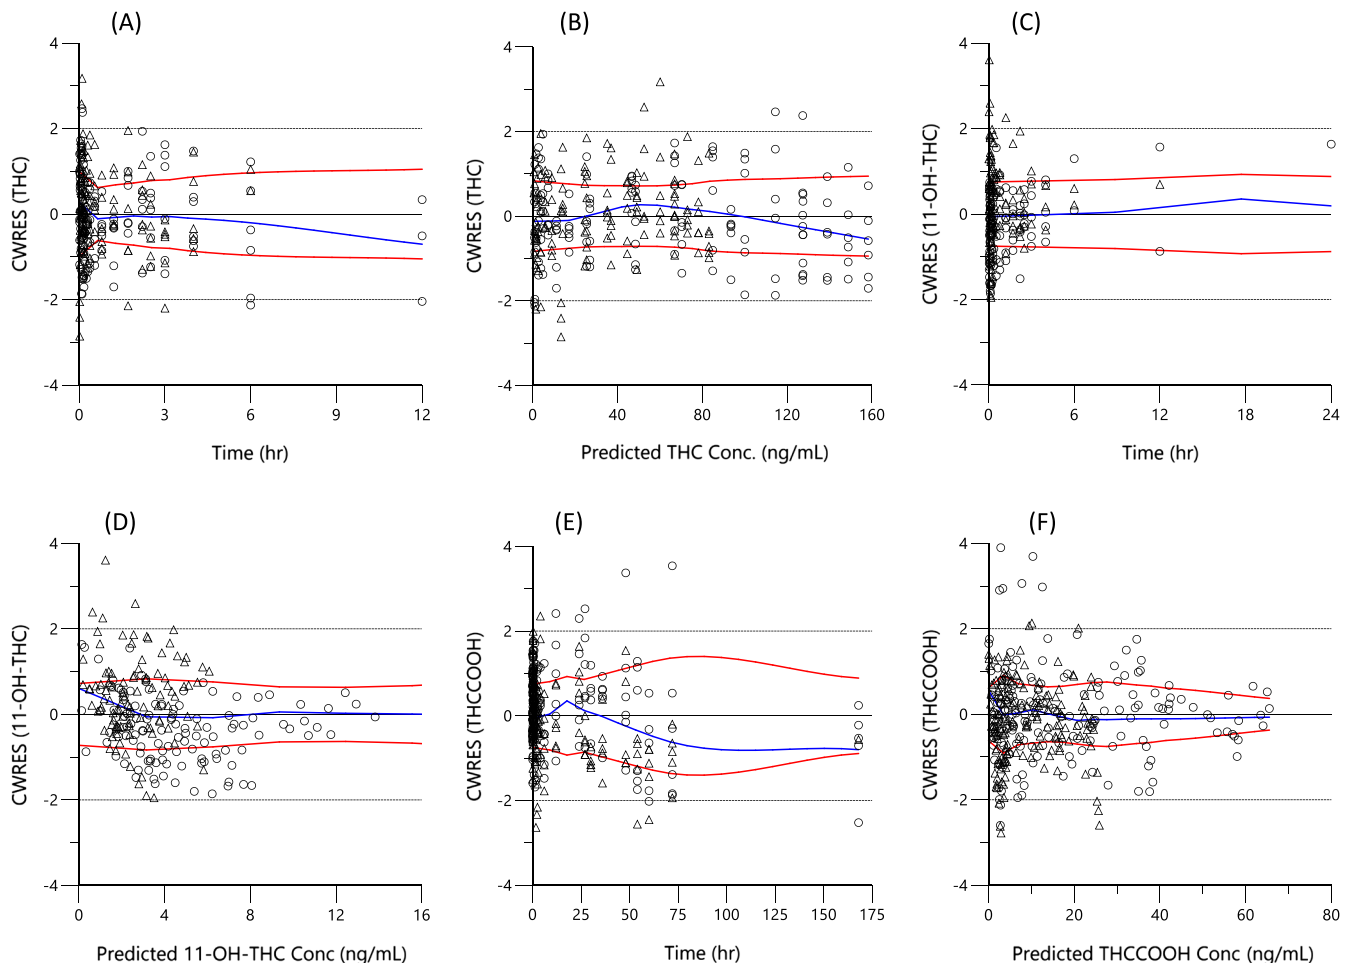 (A)
(B)
(C)
CWRES (THC)
4
2
0
-2
-4
0 3 6 9 12
Time (hr)
CWRES (THC)
4
2
0
-2
-4
0 40 80 120 160
Predicted THC Conc. (ng/mL)
CWRES (11-OH-THC)
4
2
0
-2
-4
0 6 12 18 24
Time (hr)
(D)
(E)
(F)
CWRES (11-OH-THC)
4
2
0
-2
-4
0 4 8 12 16
Predicted 11-OH-THC Conc (ng/mL)
CWRES (THCCOOH)
4
2
0
-2
-4
0 25 50 75 100 125 150 175
Time (hr)
CWRES (THCCOOH)
4
2
0
-2
-4
0 20 40 60 80
Predicted THCCOOH Conc (ng/mL)